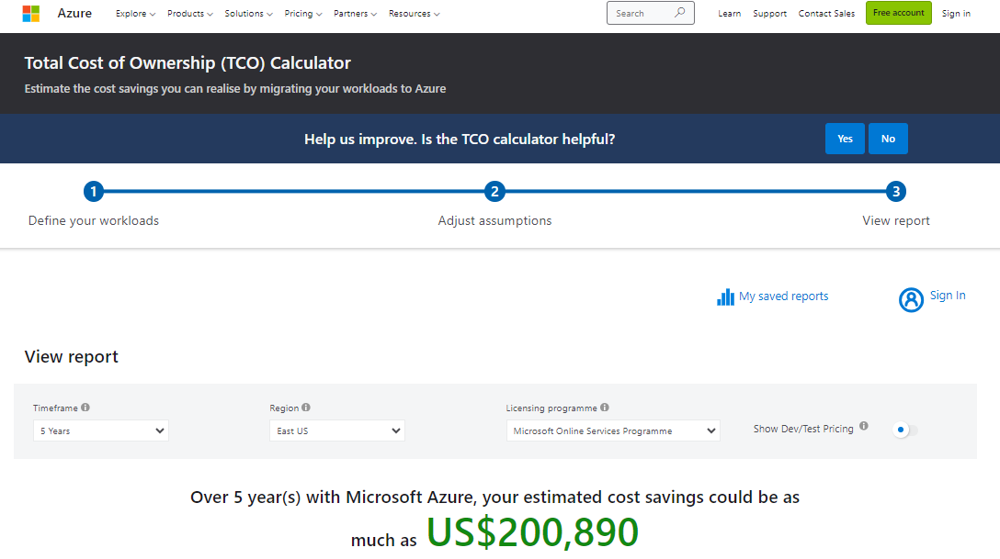 Azure Explore Products Solutions Pricing Partners Resources Search Learn Support Contact Sales Free account Sign in
Total Cost of Ownership (TCO) Calculator
Estimate the cost savings you can realise by migrating your workloads to Azure
Help us improve. Is the TCO calculator helpful? Yes No
1 2 3
Define your workloads Adjust assumptions View report
My saved reports Sign In
View report
Timeframe Region Licensing programme
5 Years East US Microsoft Online Services Programme Show Dev/Test Pricing
Over 5 year(s) with Microsoft Azure, your estimated cost savings could be as
much as US$200,890